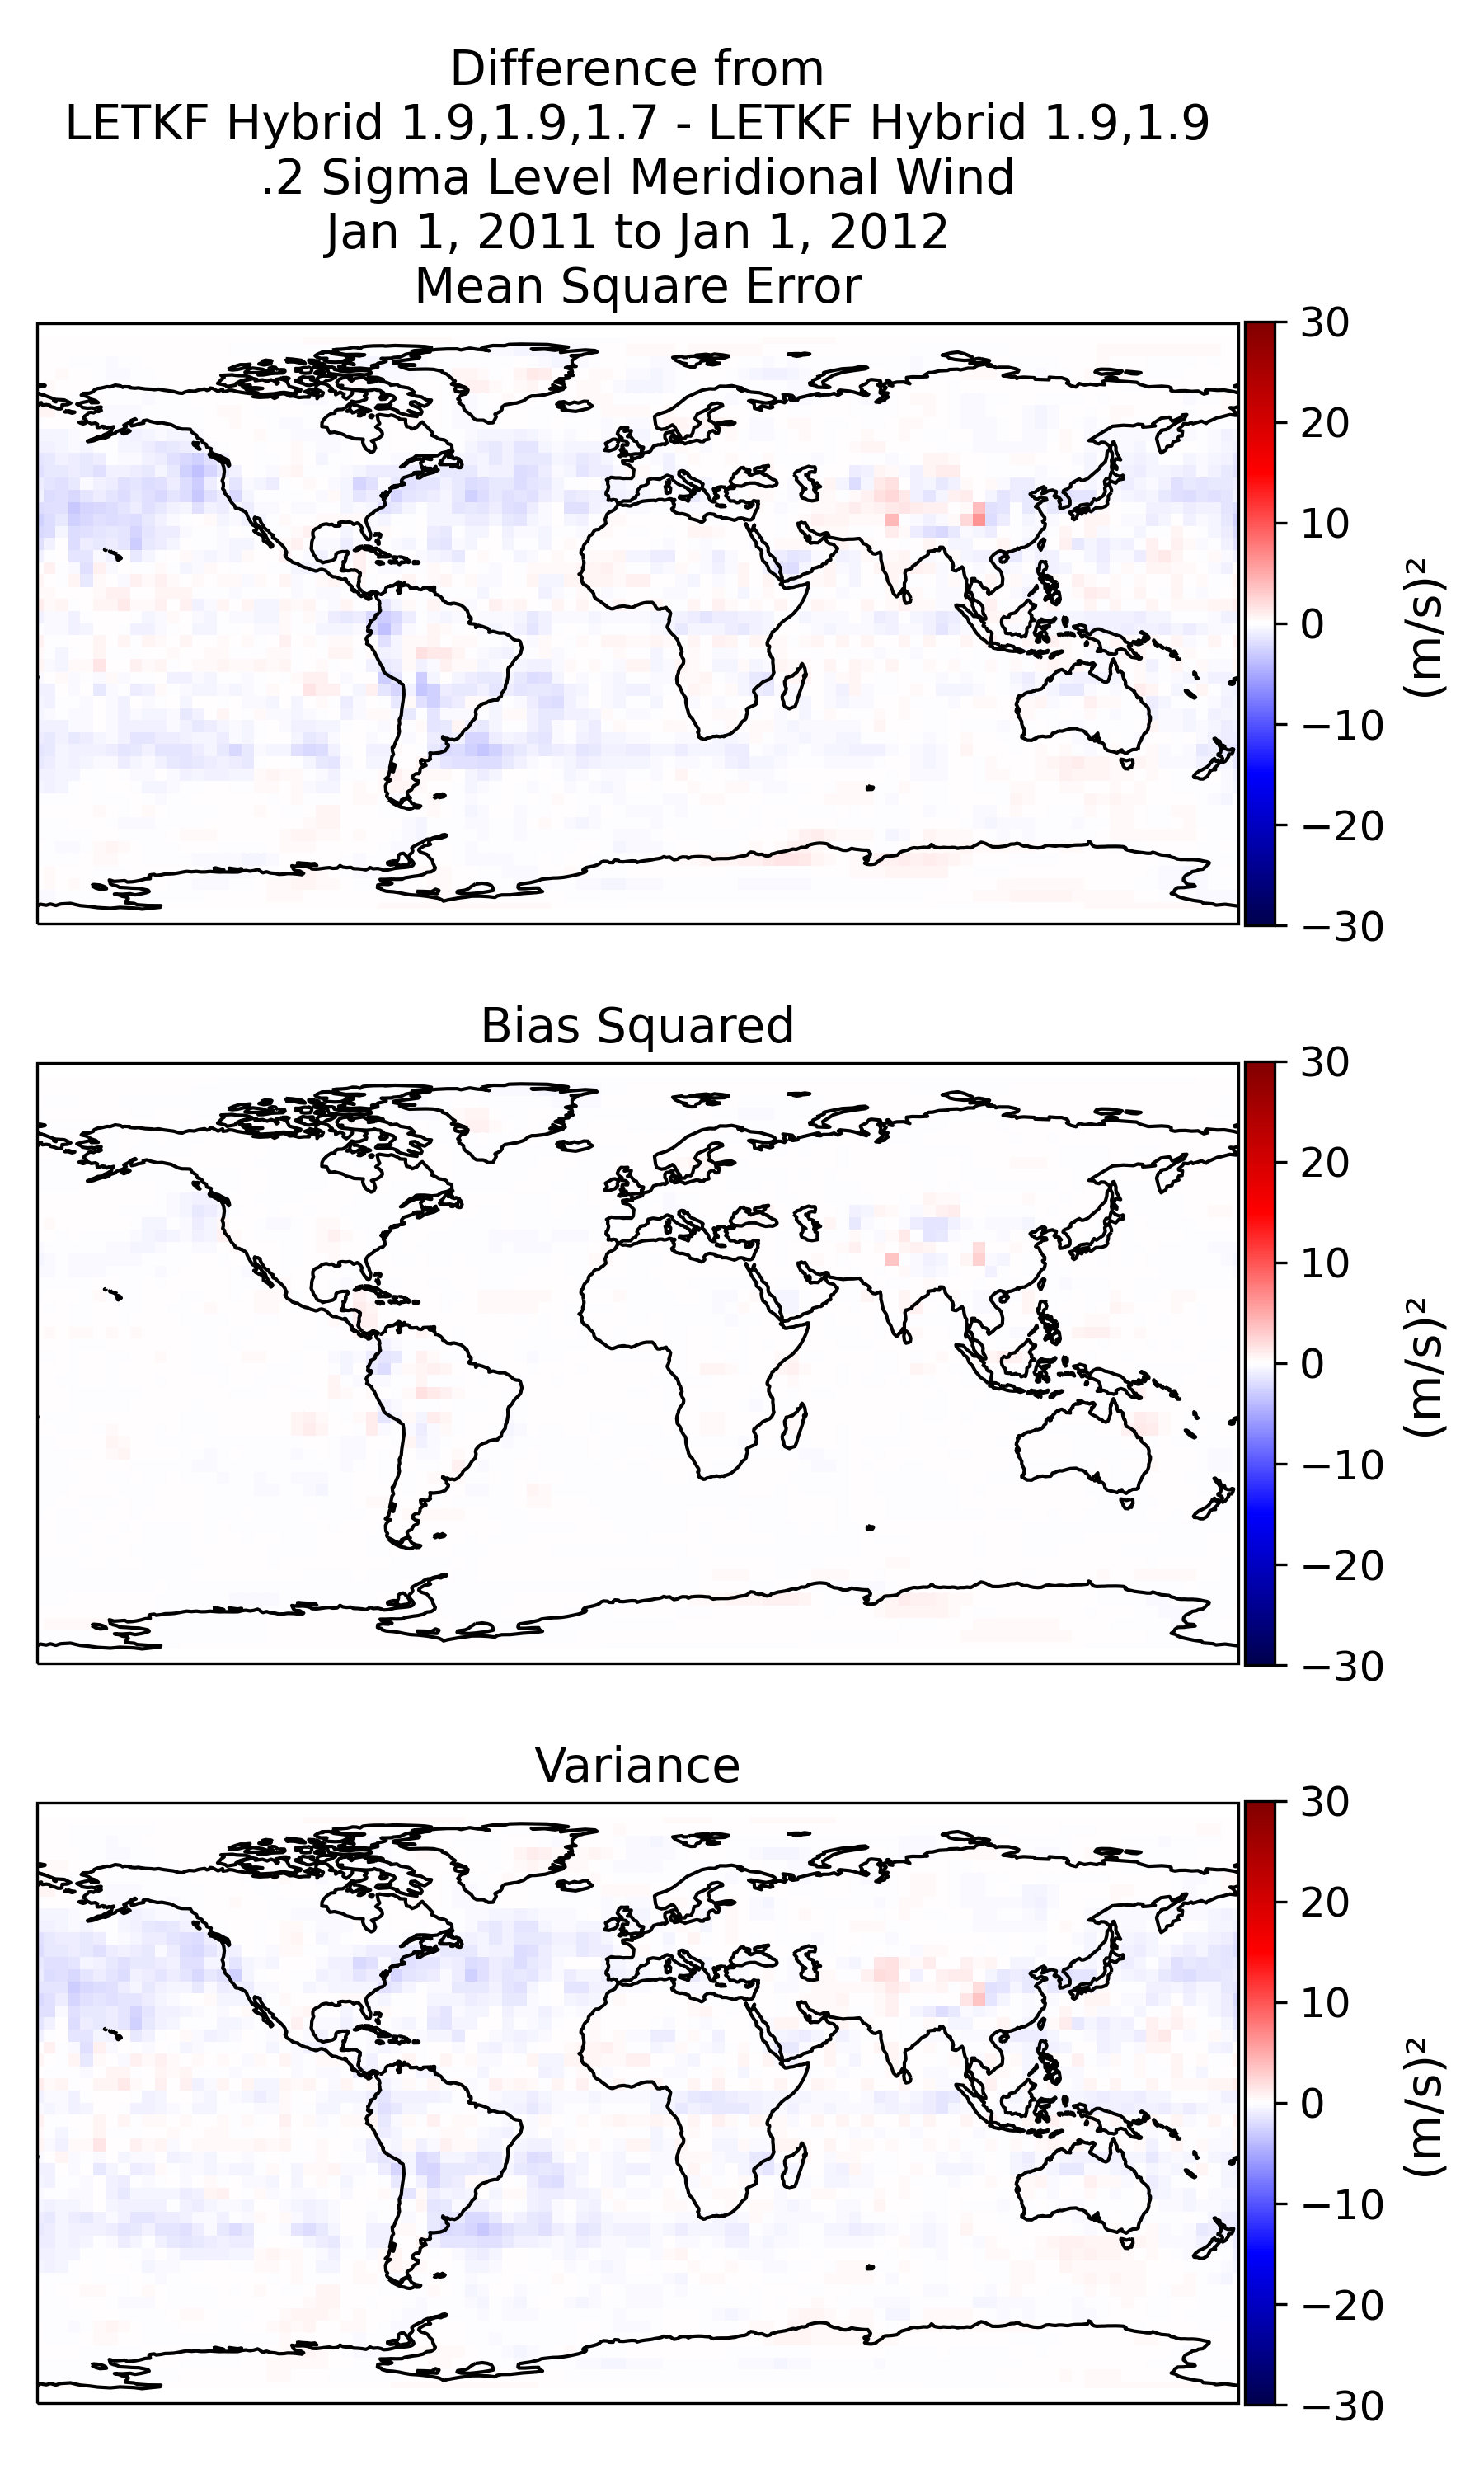 Difference from
LETKF Hybrid 1.9,1.9,1.7 - LETKF Hybrid 1.9,1.9
.2 Sigma Level Meridional Wind
Jan 1, 2011 to Jan 1, 2012
Mean Square Error
30
20
10
0
−10
−20
−30
(m/s)²
Bias Squared
30
20
10
0
−10
−20
−30
(m/s)²
Variance
30
20
10
0
−10
−20
−30
(m/s)²